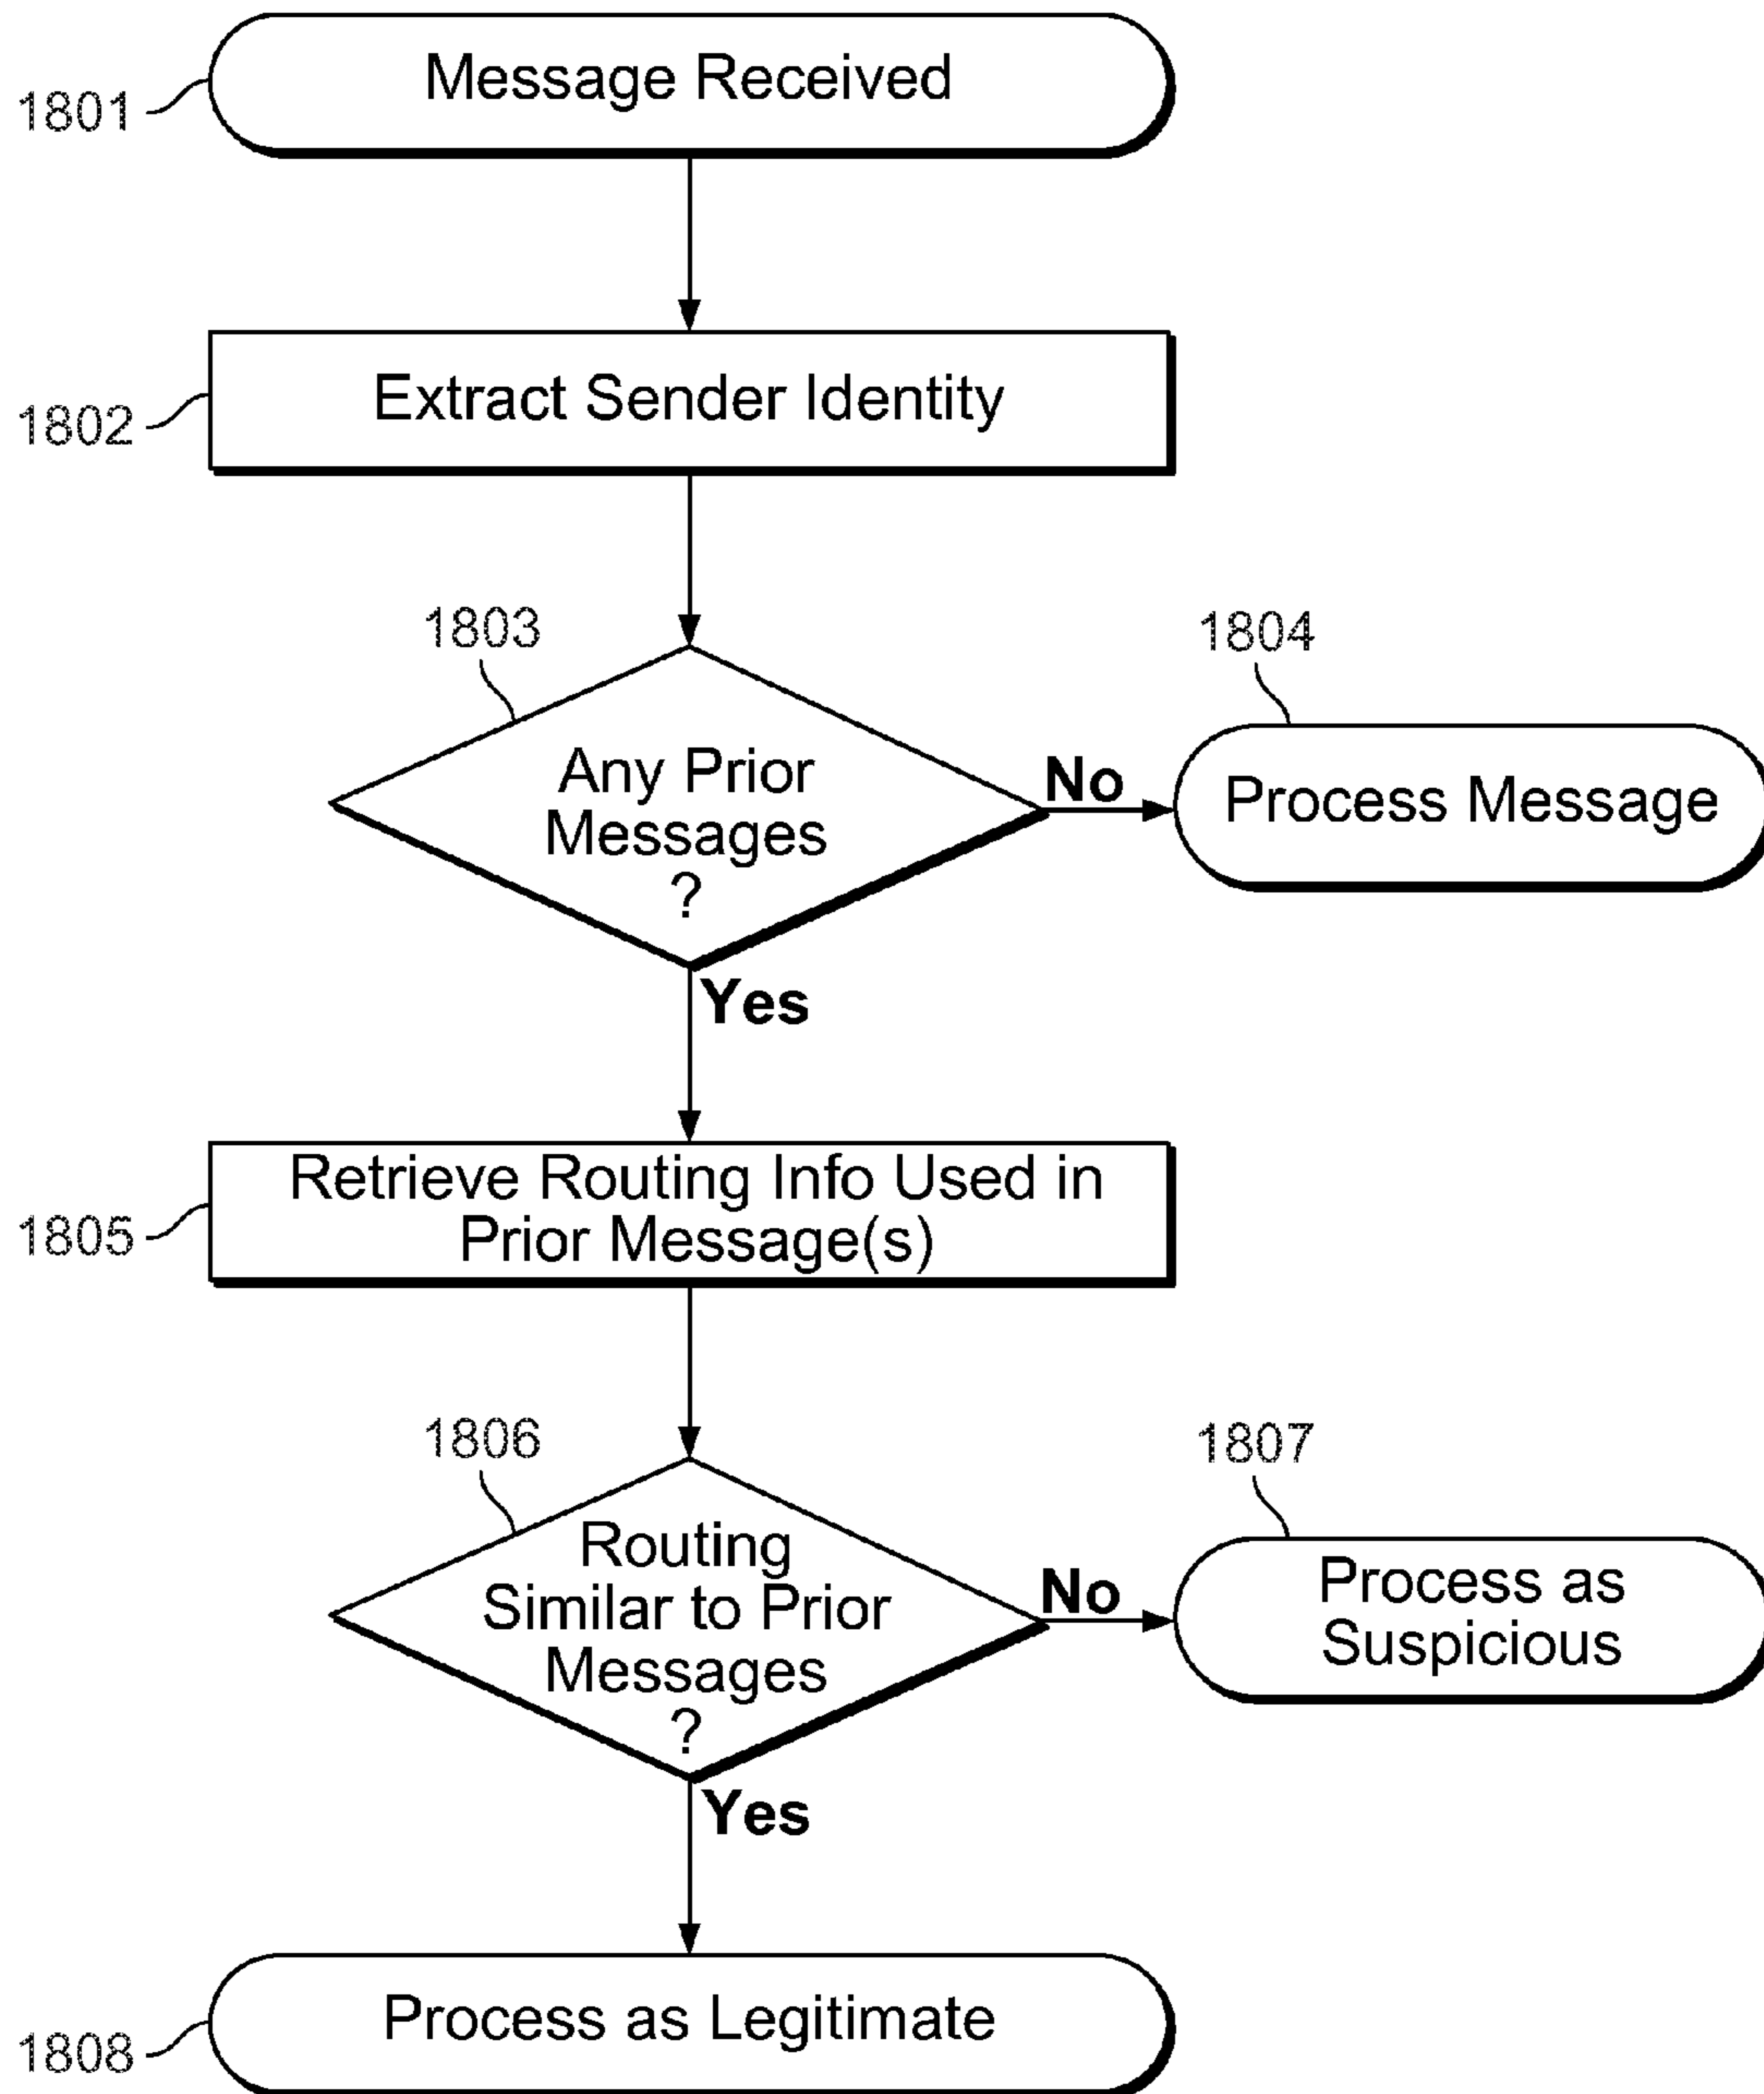 Message Received
1801
Extract Sender Identity
1802
1803
1804
Any Prior
Messages
?
No
Process Message
Yes
Retrieve Routing Info Used in
Prior Message(s)
1805
1806
1807
Routing
Similar to Prior
Messages
?
No
Process as
Suspicious
Yes
Process as Legitimate
1808